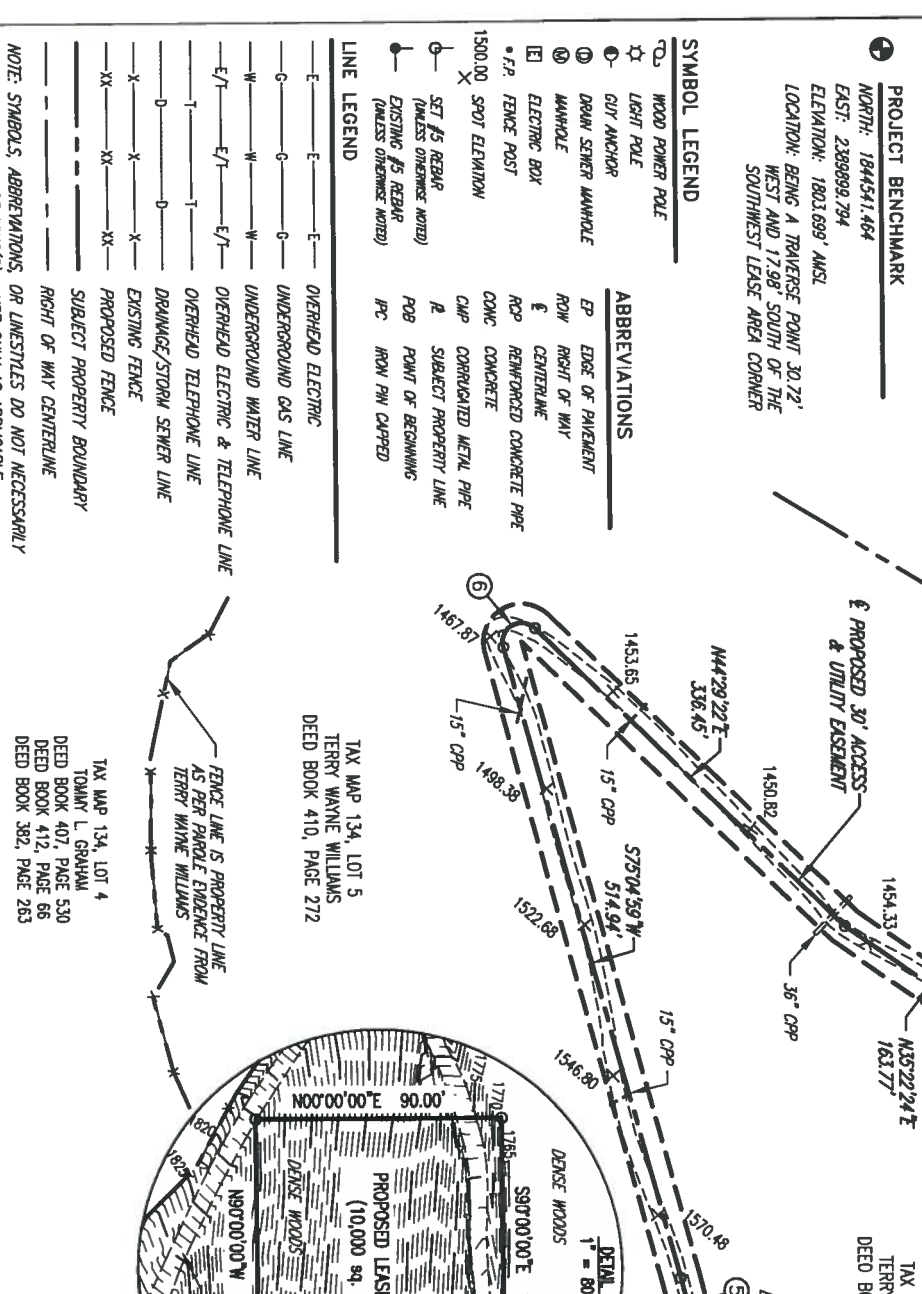 PROJECT BENCHMARK
NORTH: 1844541.464
EAST: 2389899.794
ELEVATION: 1803.699' AMSL
LOCATION: BEING A TRAVERSE POINT 30.72'
WEST AND 17.98' SOUTH OF THE
SOUTHWEST LEASE AREA CORNER
SYMBOL LEGEND
WOOD POWER POLE
LIGHT POLE
GUY ANCHOR
D DRAIN SEWER MANHOLE
M MANHOLE
E ELECTRIC BOX
• F.P. FENCE POST
1500.00 X SPOT ELEVATION
SET #5 REBAR
(UNLESS OTHERWISE NOTED)
EXISTING #5 REBAR
(UNLESS OTHERWISE NOTED)
ABBREVIATIONS
EP EDGE OF PAVEMENT
ROW RIGHT OF WAY
℄ CENTERLINE
RCP REINFORCED CONCRETE PIPE
CONC CONCRETE
CMP CORRUGATED METAL PIPE
PL SUBJECT PROPERTY LINE
POB POINT OF BEGINNING
IPC IRON PIN CAPPED
LINE LEGEND
E E E OVERHEAD ELECTRIC
G G G UNDERGROUND GAS LINE
W W W UNDERGROUND WATER LINE
E/T E/T E/T OVERHEAD ELECTRIC & TELEPHONE LINE
T T OVERHEAD TELEPHONE LINE
D D DRAINAGE/STORM SEWER LINE
X X X EXISTING FENCE
XX XX XX PROPOSED FENCE
SUBJECT PROPERTY BOUNDARY
RIGHT OF WAY CENTERLINE
NOTE: SYMBOLS, ABBREVIATIONS, OR LINESTYLES DO NOT NECESSARILY
℄ PROPOSED 30' ACCESS
& UTILITY EASEMENT
1454.33
N35°22'24"E
163.77'
36" CPP
1450.82
N44°29'22"E
336.45'
1453.65
15" CPP
6
1467.87
15" CPP
1498.38
S75°04'59"W
514.94'
1522.68
15" CPP
1546.80
1570.48
5
TAX
TERRY
DEED BO
TAX MAP 134, LOT 5
TERRY WAYNE WILLIAMS
DEED BOOK 410, PAGE 272
FENCE LINE IS PROPERTY LINE
AS PER PAROLE EVIDENCE FROM
TERRY WAYNE WILLIAMS
TAX MAP 134, LOT 4
TOMMY L. GRAHAM
DEED BOOK 407, PAGE 530
DEED BOOK 412, PAGE 66
DEED BOOK 382, PAGE 263
DETAIL
1" = 80
DENSE WOODS
S90°00'00"E
1765
1770
1775
N00°00'00"E 90.00'
PROPOSED LEAS
(10,000 sq.
DENSE WOODS
N90°00'00"W
1820
1825